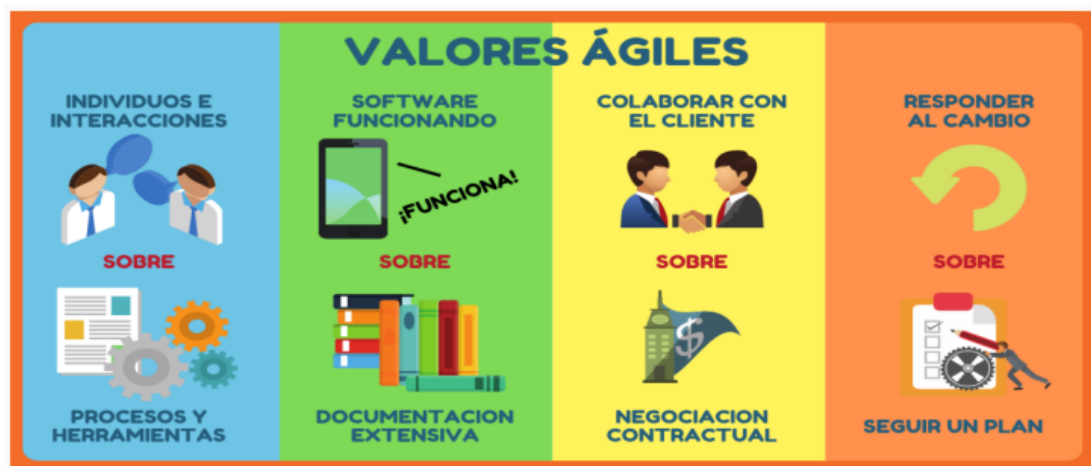 VALORES ÁGILES
INDIVIDUOS E
INTERACCIONES
SOBRE
PROCESOS Y
HERRAMIENTAS
SOFTWARE
FUNCIONANDO
¡FUNCIONA!
SOBRE
DOCUMENTACION
EXTENSIVA
COLABORAR CON
EL CLIENTE
SOBRE
$
NEGOCIACION
CONTRACTUAL
RESPONDER
AL CAMBIO
SOBRE
SEGUIR UN PLAN